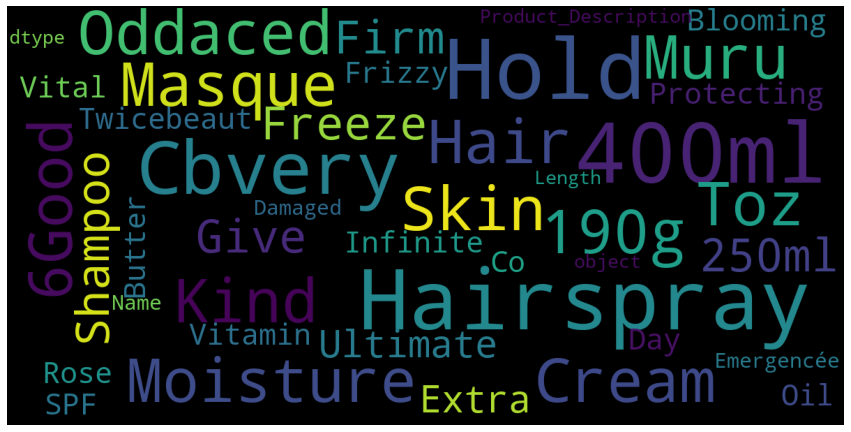 Product_Description
Blooming
dtype
Oddaced
Firm
Hold
Muru
Vital
Masque
Frizzy
Protecting
Twicebeaut
Freeze
Hair
400ml
6Good
Shampoo
Cbvery
Skin
Length
Toz
Butter
Damaged
Give
Infinite
190g
250ml
Co
object
Name
Kind
Hairspray
Vitamin
Ultimate
Day
Emergencée
Rose
Moisture
Extra
Cream
Oil
SPF